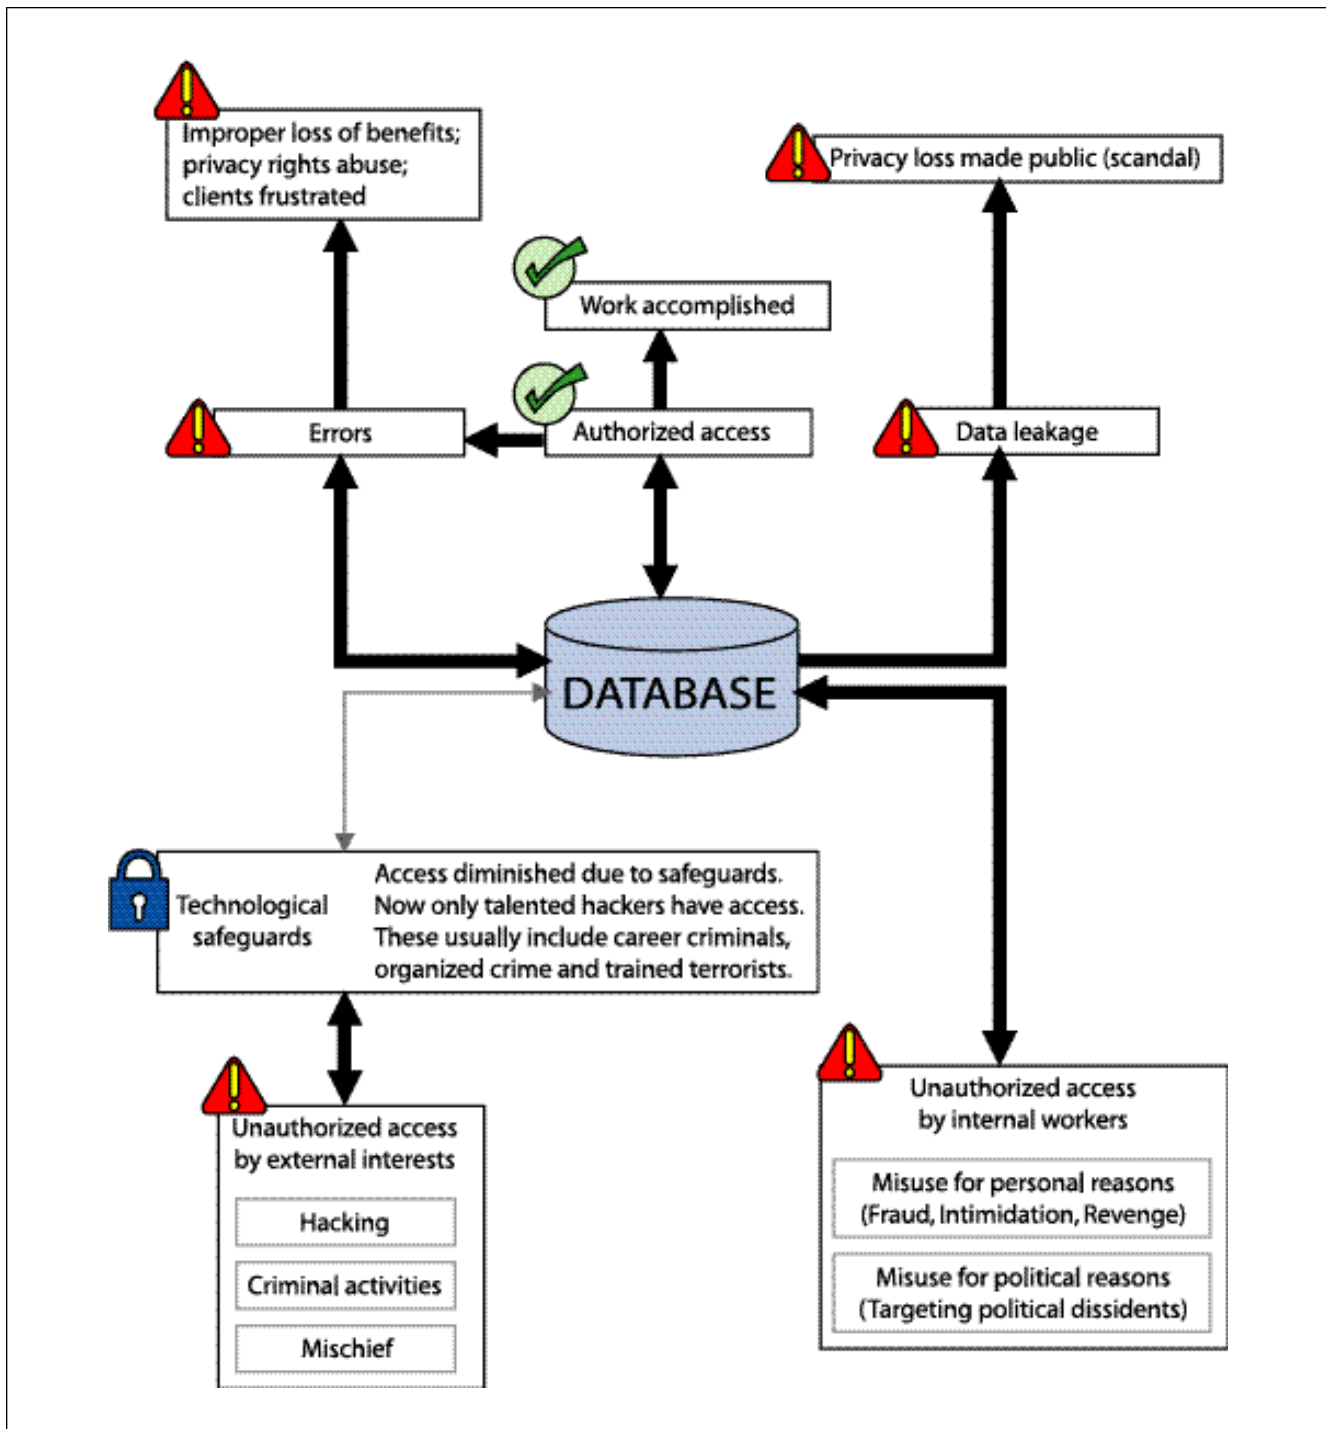 Improper loss of benefits;
privacy rights abuse;
clients frustrated
Privacy loss made public (scandal)
Work accomplished
Errors
Authorized access
Data leakage
DATABASE
Technological
safeguards
Access diminished due to safeguards.
Now only talented hackers have access.
These usually include career criminals,
organized crime and trained terrorists.
Unauthorized access
by external interests
Hacking
Criminal activities
Mischief
Unauthorized access
by internal workers
Misuse for personal reasons
(Fraud, Intimidation, Revenge)
Misuse for political reasons
(Targeting political dissidents)